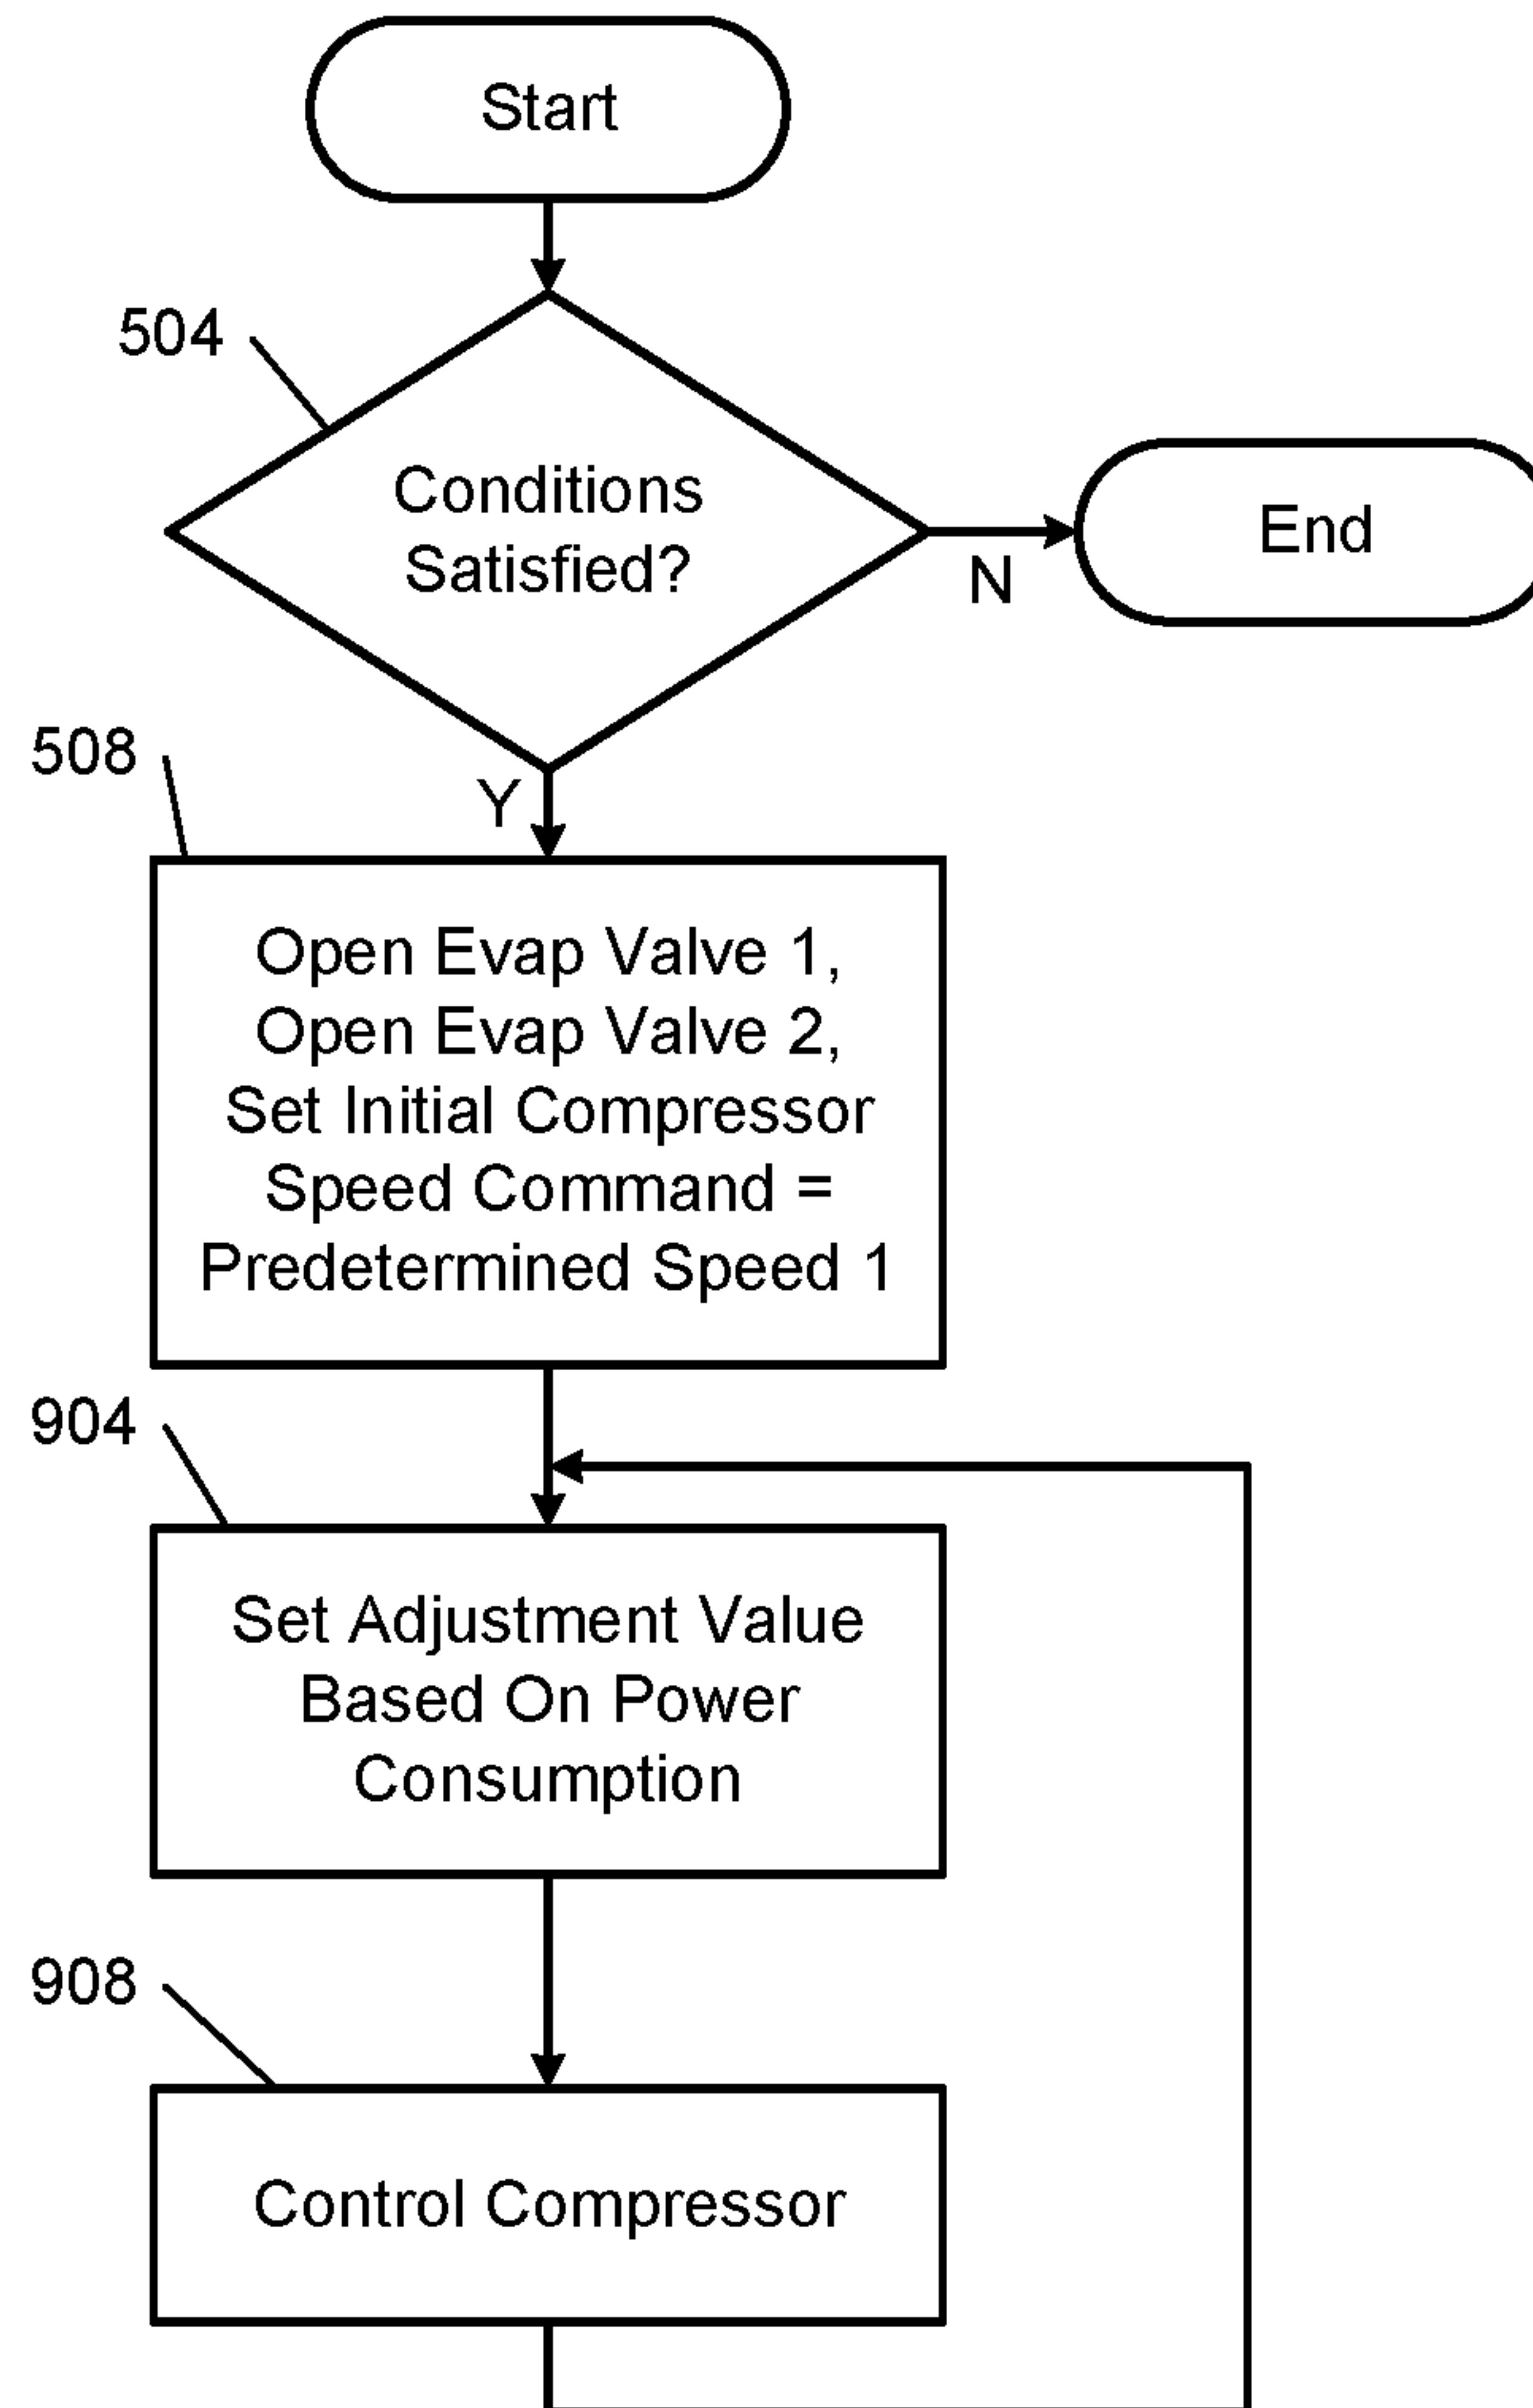 Start
504
Conditions
Satisfied?
N
End
Y
508
Open Evap Valve 1,
Open Evap Valve 2,
Set Initial Compressor
Speed Command =
Predetermined Speed 1
904
Set Adjustment Value
Based On Power
Consumption
908
Control Compressor